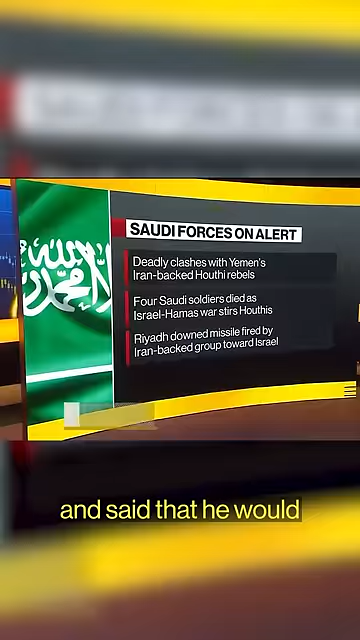 SAUDI FORCES ON ALERT
Deadly clashes with Yemen's
Iran-backed Houthi rebels
Four Saudi soldiers died as
Israel-Hamas war stirs Houthis
Riyadh downed missile fired by
Iran-backed group toward Israel
and said that he would